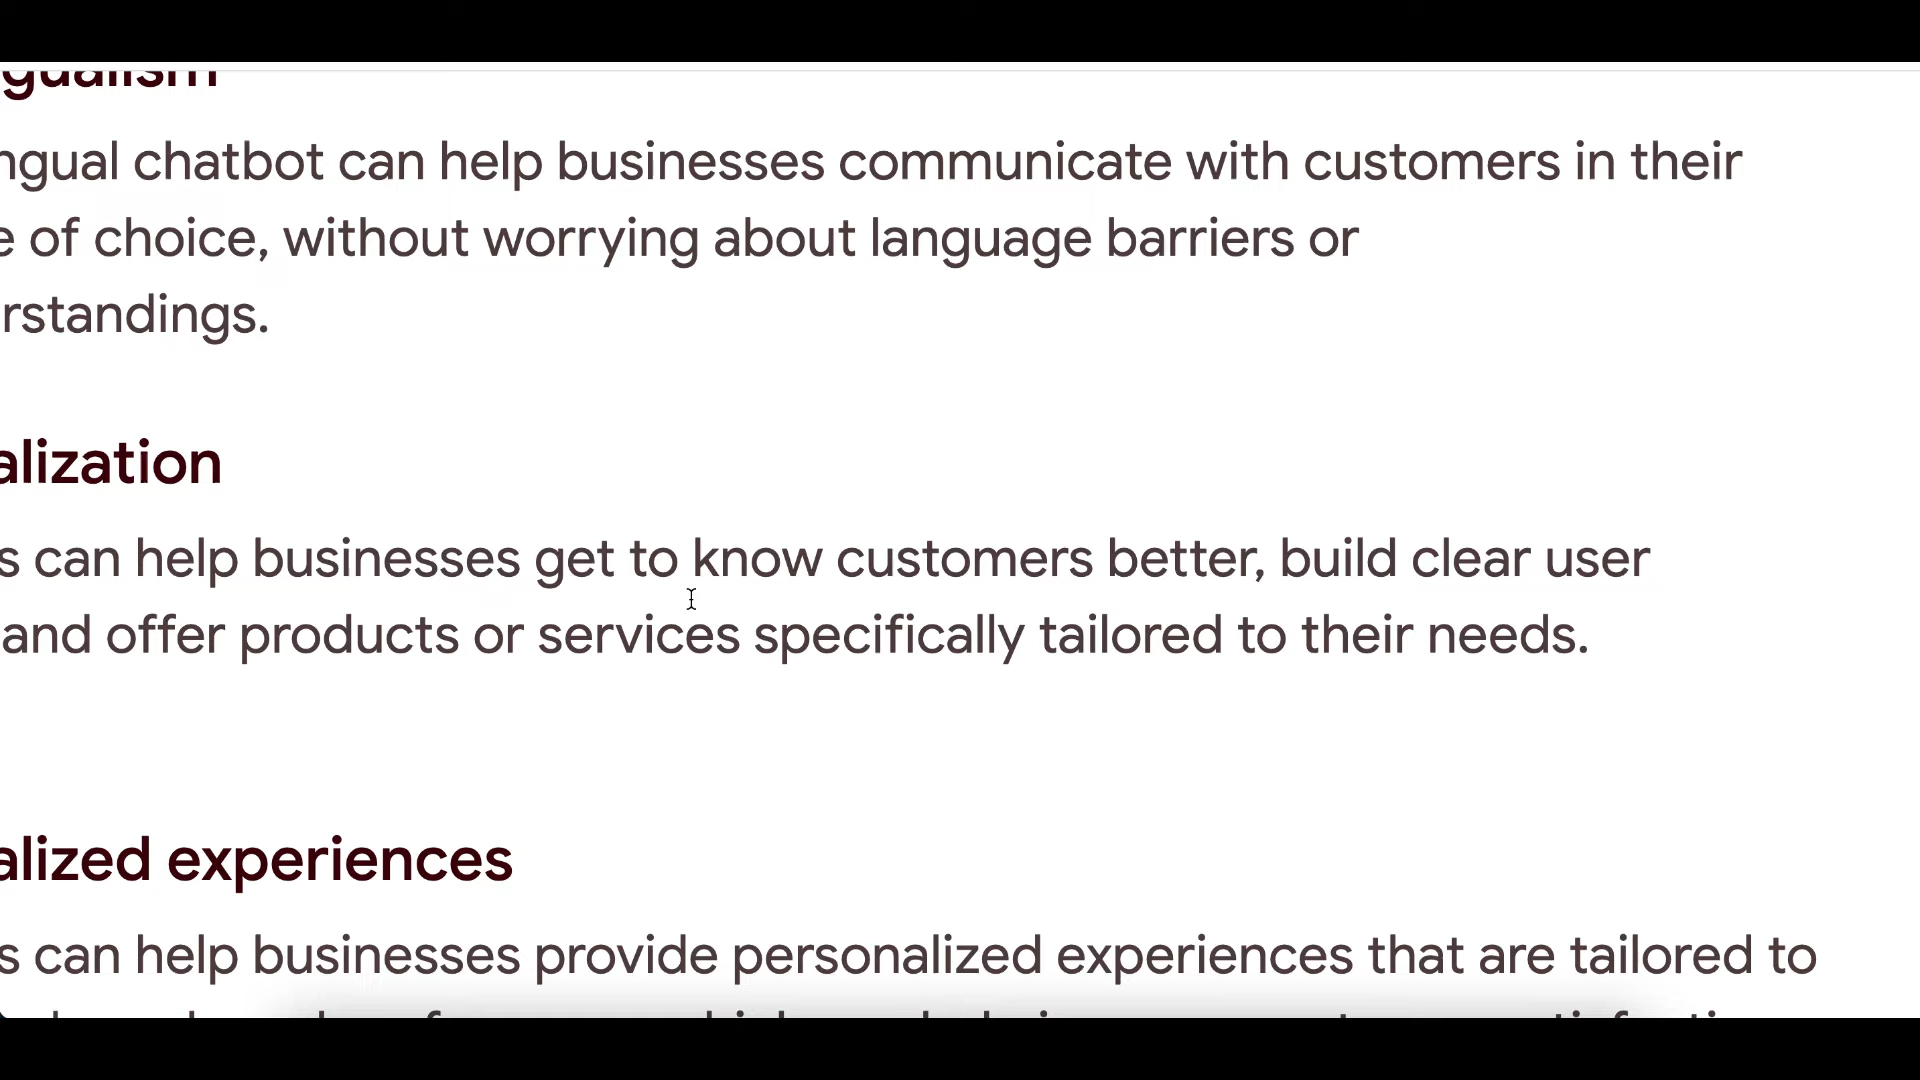 gualism
ngual chatbot can help businesses communicate with customers in their
e of choice, without worrying about language barriers or
rstandings.
alization
s can help businesses get to know customers better, build clear user
and offer products or services specifically tailored to their needs.
alized experiences
s can help businesses provide personalized experiences that are tailored to